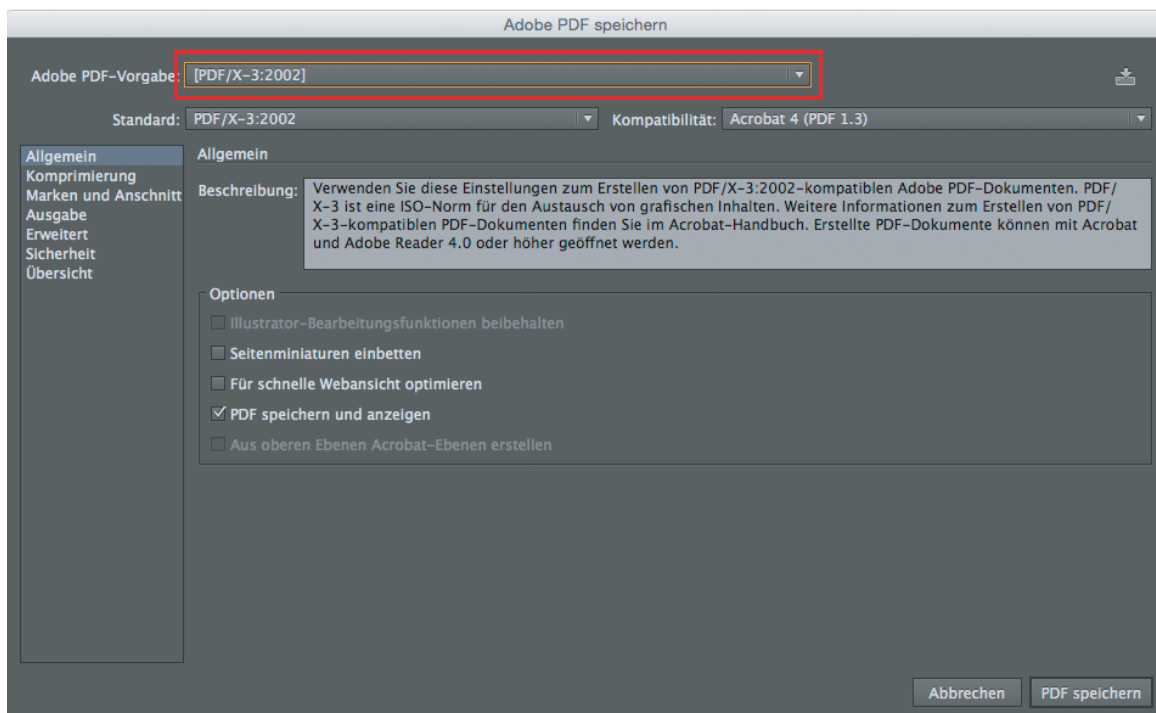 Adobe PDF speichern
Adobe PDF-Vorgabe: [PDF/X-3:2002]
Standard: PDF/X-3:2002 Kompatibilität: Acrobat 4 (PDF 1.3)
Allgemein
Komprimierung
Marken und Anschnitt
Ausgabe
Erweitert
Sicherheit
Übersicht
Allgemein
Beschreibung: Verwenden Sie diese Einstellungen zum Erstellen von PDF/X-3:2002-kompatiblen Adobe PDF-Dokumenten. PDF/
X-3 ist eine ISO-Norm für den Austausch von grafischen Inhalten. Weitere Informationen zum Erstellen von PDF/
X-3-kompatiblen PDF-Dokumenten finden Sie im Acrobat-Handbuch. Erstellte PDF-Dokumente können mit Acrobat
und Adobe Reader 4.0 oder höher geöffnet werden.
Optionen
Illustrator-Bearbeitungsfunktionen beibehalten
Seitenminiaturen einbetten
Für schnelle Webansicht optimieren
PDF speichern und anzeigen
Aus oberen Ebenen Acrobat-Ebenen erstellen
Abbrechen PDF speichern